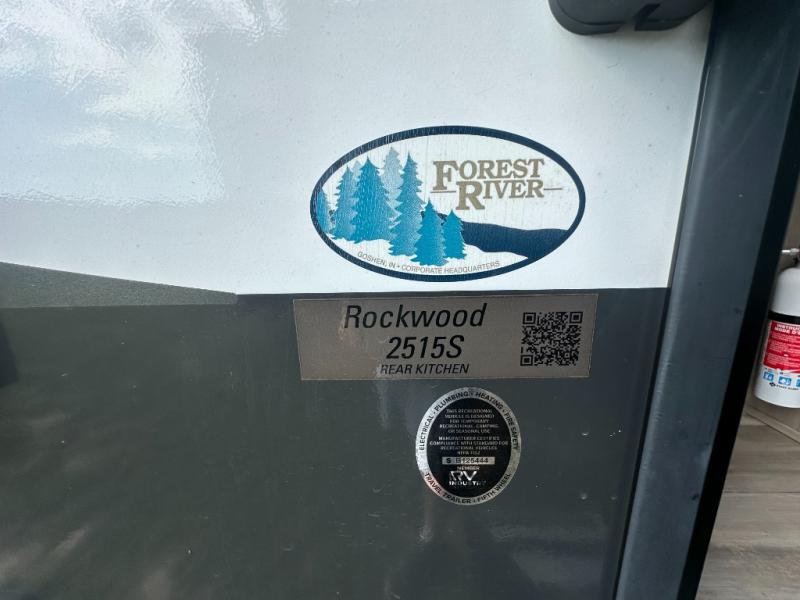 FOREST
RIVER
GOSHEN, IN • CORPORATE HEADQUARTERS
Rockwood
2515S
REAR KITCHEN
ELECTRICAL • PLUMBING • HEATING • FIRE SAFETY
THIS RECREATIONAL
VEHICLE IS DESIGNED
FOR TEMPORARY
RECREATIONAL, CAMPING,
OR SEASONAL USE
MANUFACTURER CERTIFIES
COMPLIANCE WITH STANDARD FOR
RECREATIONAL VEHICLES
NFPA 1192
MEMBER
RV
INDUSTRY
TRAVEL TRAILER • FIFTH WHEEL